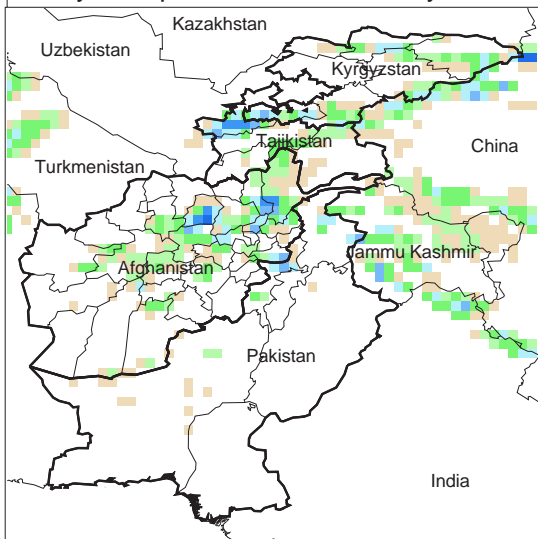 Kazakhstan
Uzbekistan
Kyrgyzstan
Tajikistan
China
Turkmenistan
Jammu Kashmir
Afghanistan
Pakistan
India